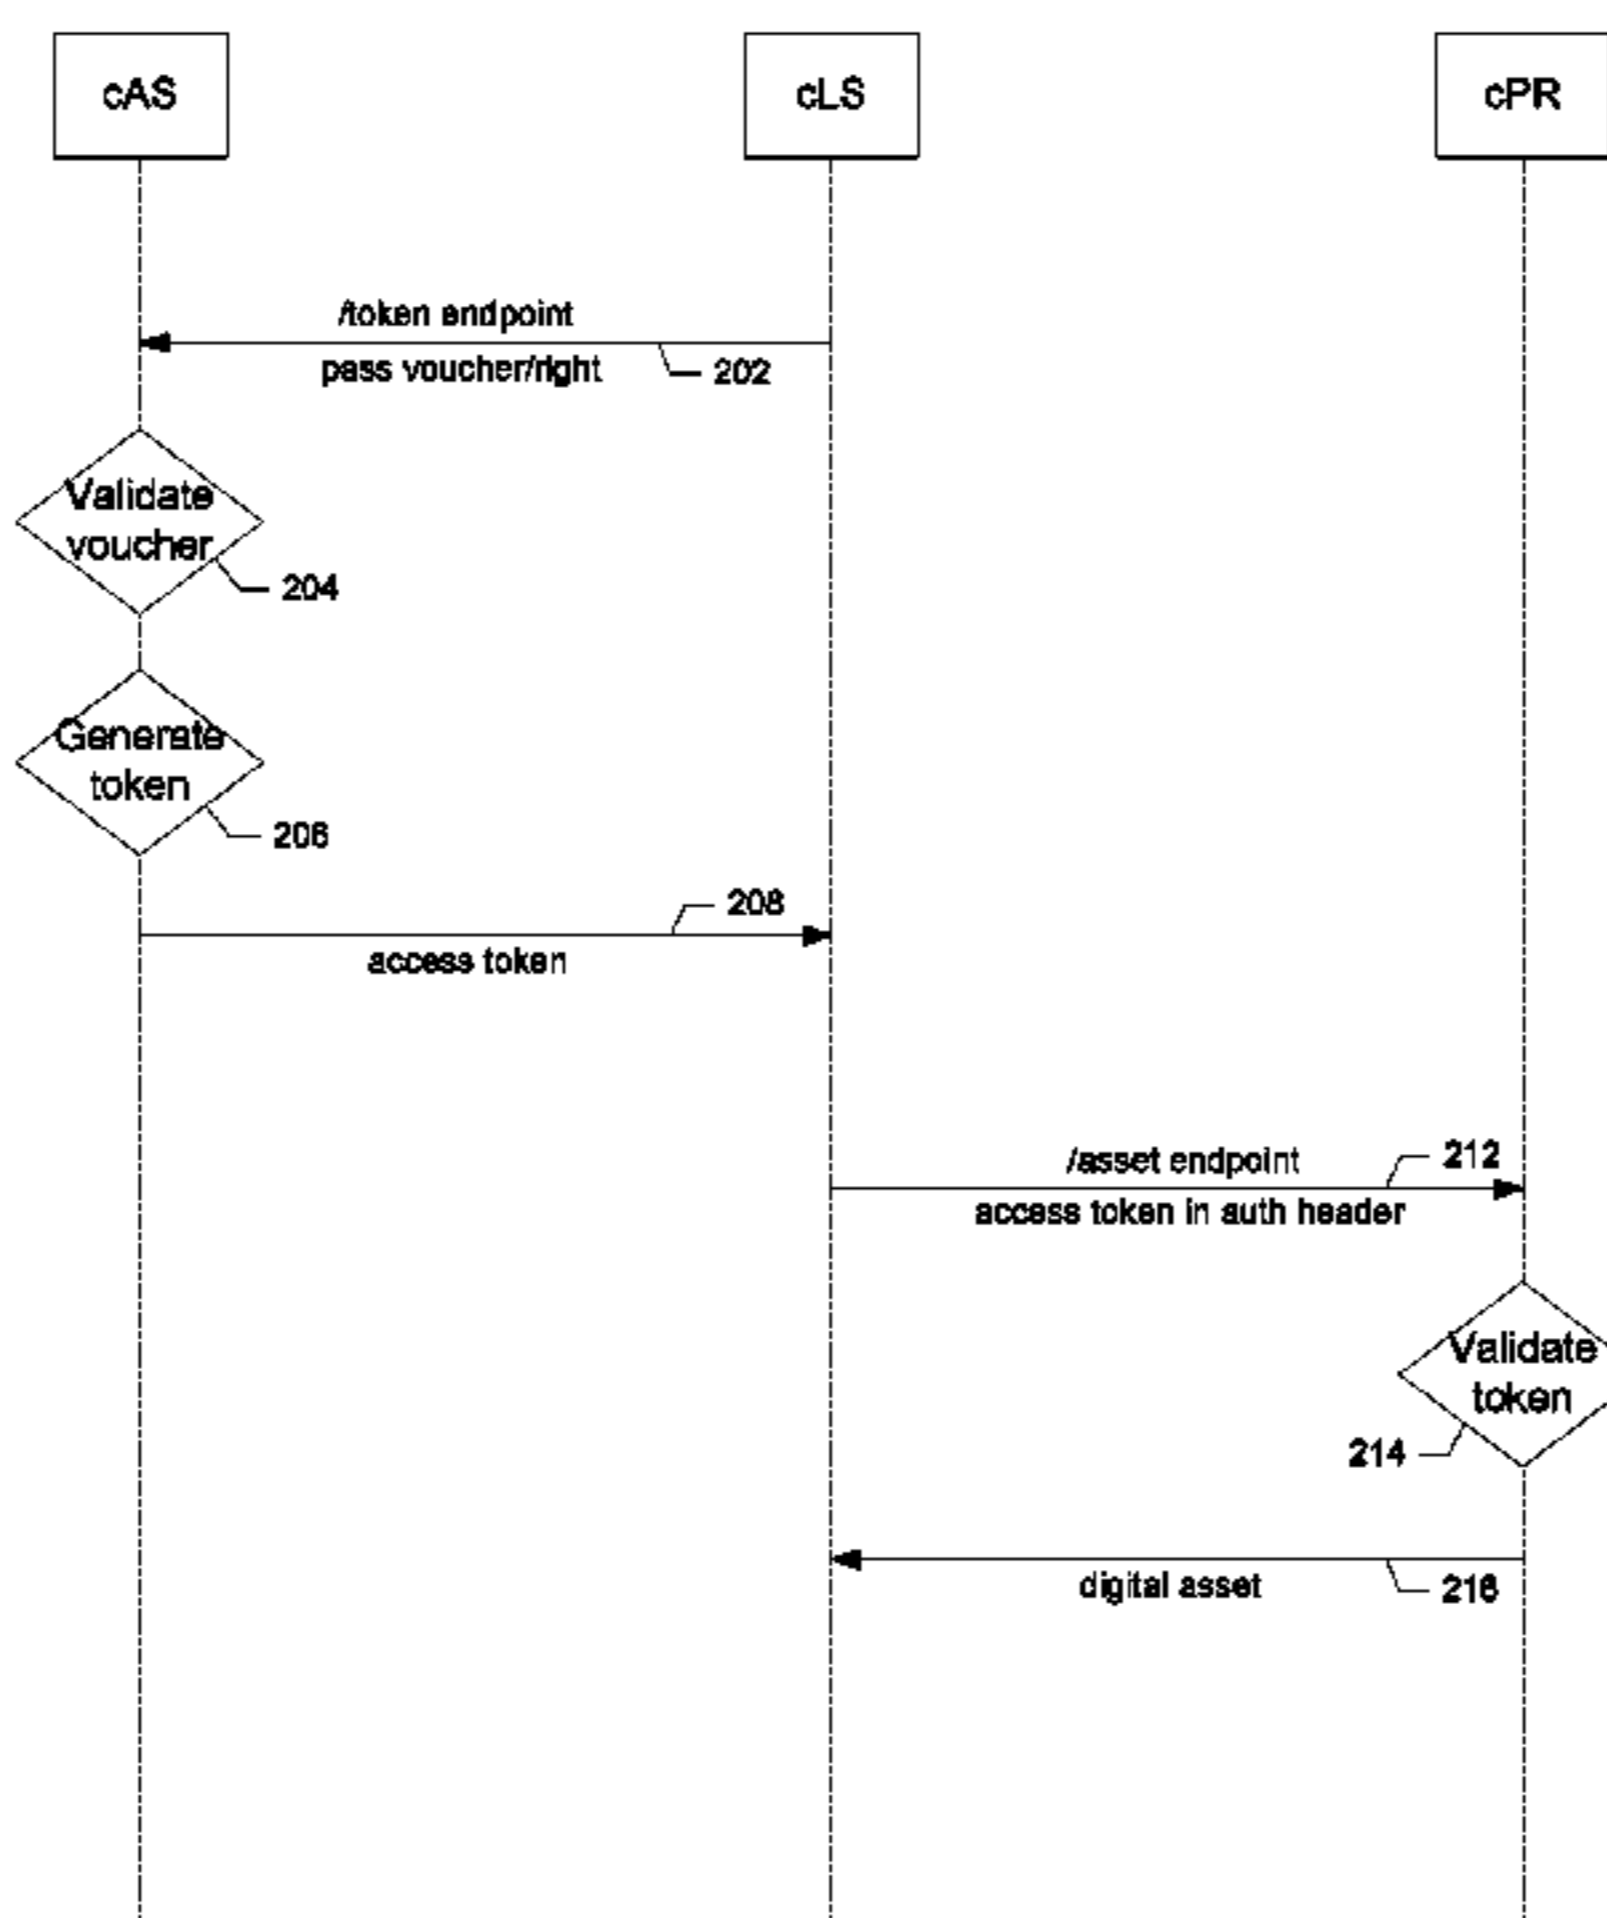 cAS
cLS
cPR
/token endpoint
pass voucher/right
202
Validate
voucher
204
Generate
token
206
208
access token
/asset endpoint
212
access token in auth header
Validate
token
214
digital asset
216